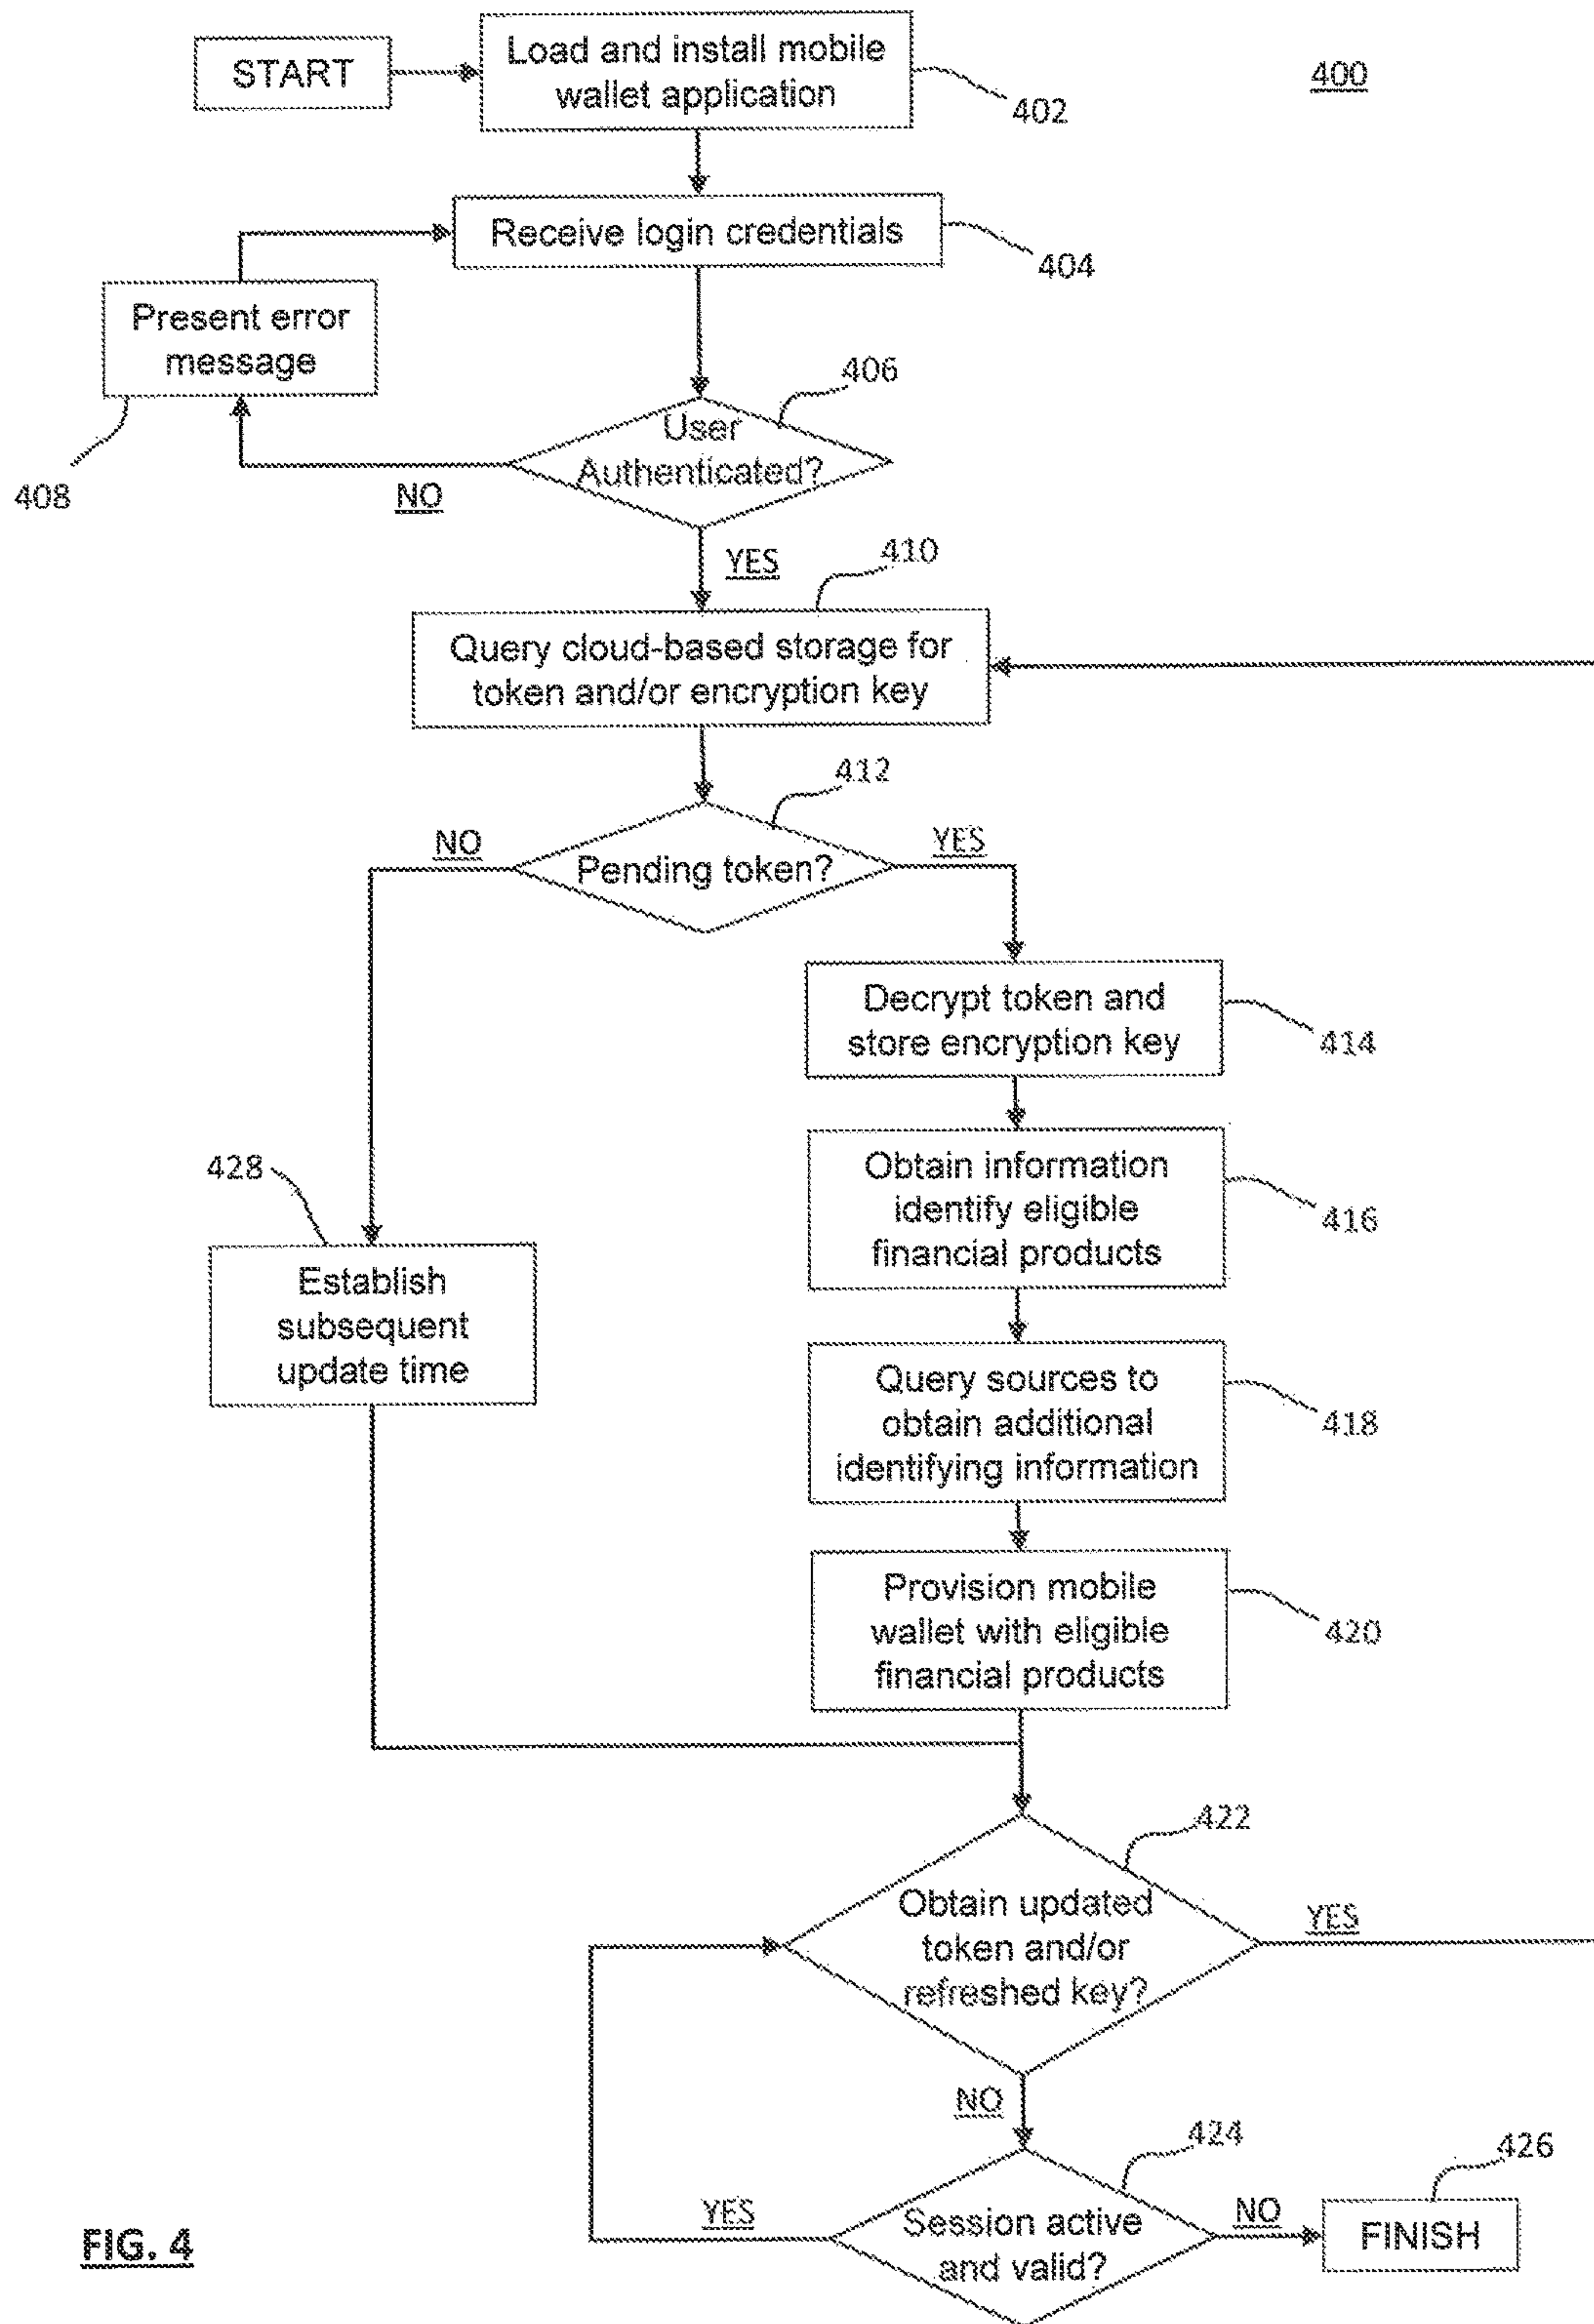 START
Load and install mobile
wallet application
400
402
Receive login credentials
404
Present error
message
406
User
Authenticated?
408
NO
YES
410
Query cloud-based storage for
token and/or encryption key
412
NO
YES
Pending token?
Decrypt token and
store encryption key
414
Obtain information
identify eligible
financial products
416
428
Establish
subsequent
update time
Query sources to
obtain additional
identifying information
418
Provision mobile
wallet with eligible
financial products
420
422
Obtain updated
token and/or
refreshed key?
YES
NO
424
426
YES
Session active
and valid?
NO
FINISH
FIG. 4